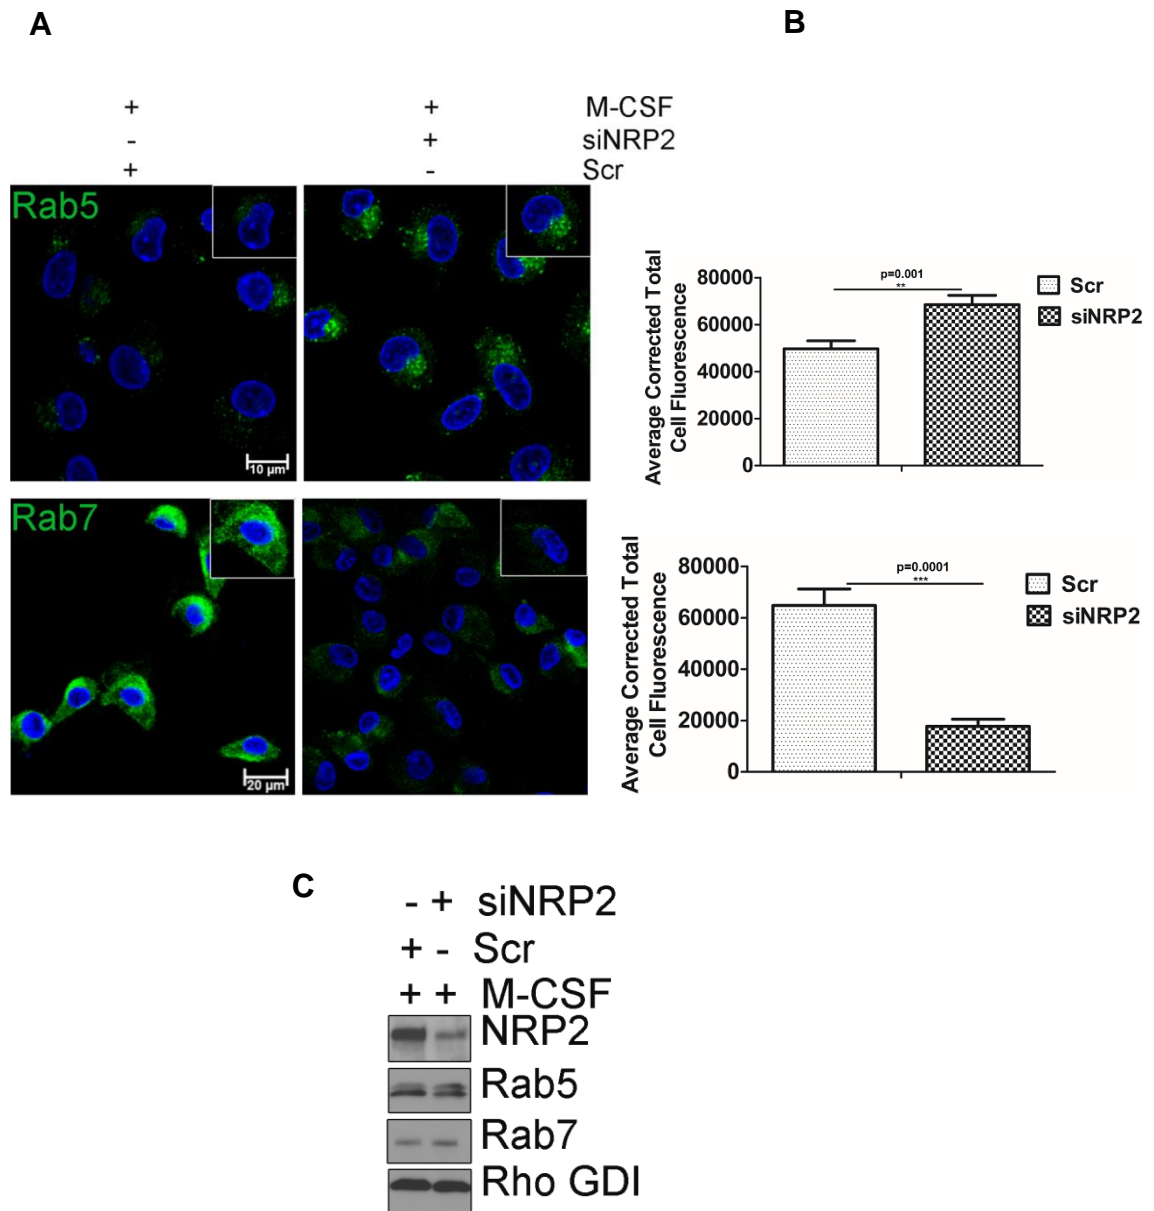 A
B
+ + M-CSF
- + siNRP2
+ - Scr
Rab5
10 µm
Rab7
20 µm
Average Corrected Total
Cell Fluorescence
80000
60000
40000
20000
0
p=0.001
**
Scr
siNRP2
Average Corrected Total
Cell Fluorescence
80000
60000
40000
20000
0
p=0.0001
***
Scr
siNRP2
C
- + siNRP2
+ - Scr
+ + M-CSF
NRP2
Rab5
Rab7
Rho GDI